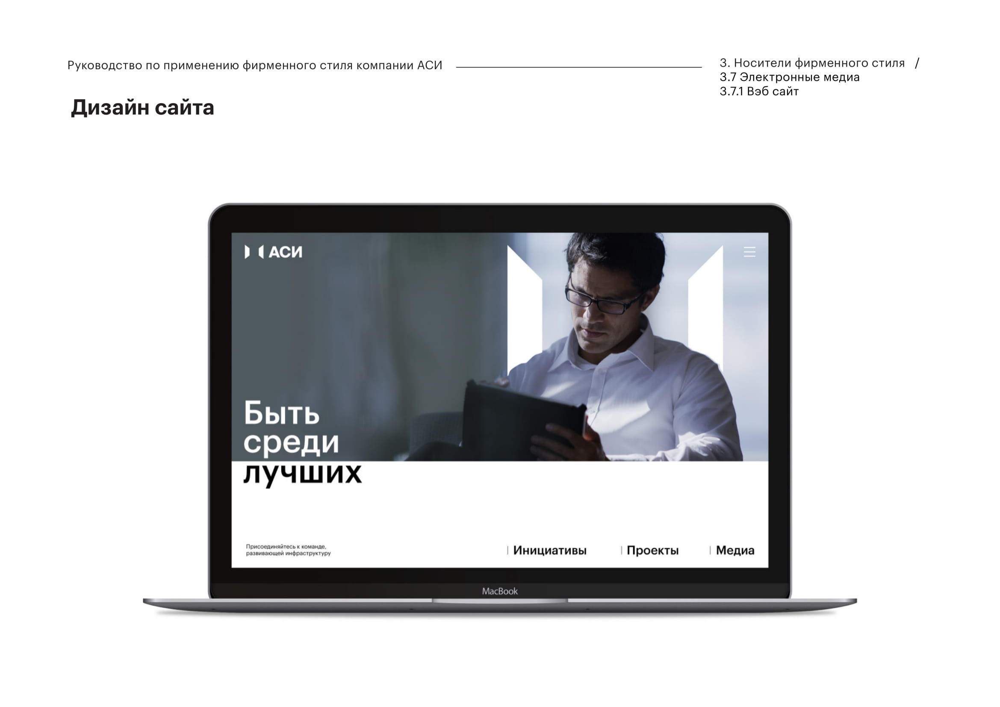 Руководство по применению фирменного стиля компании АСИ
3. Носители фирменного стиля /
3.7 Электронные медиа
3.7.1 Вэб сайт
Дизайн сайта
АСИ
Быть
среди
лучших
Присоединяйтесь к команде,
развивающей инфраструктуру
Инициативы
Проекты
Медиа
MacBook